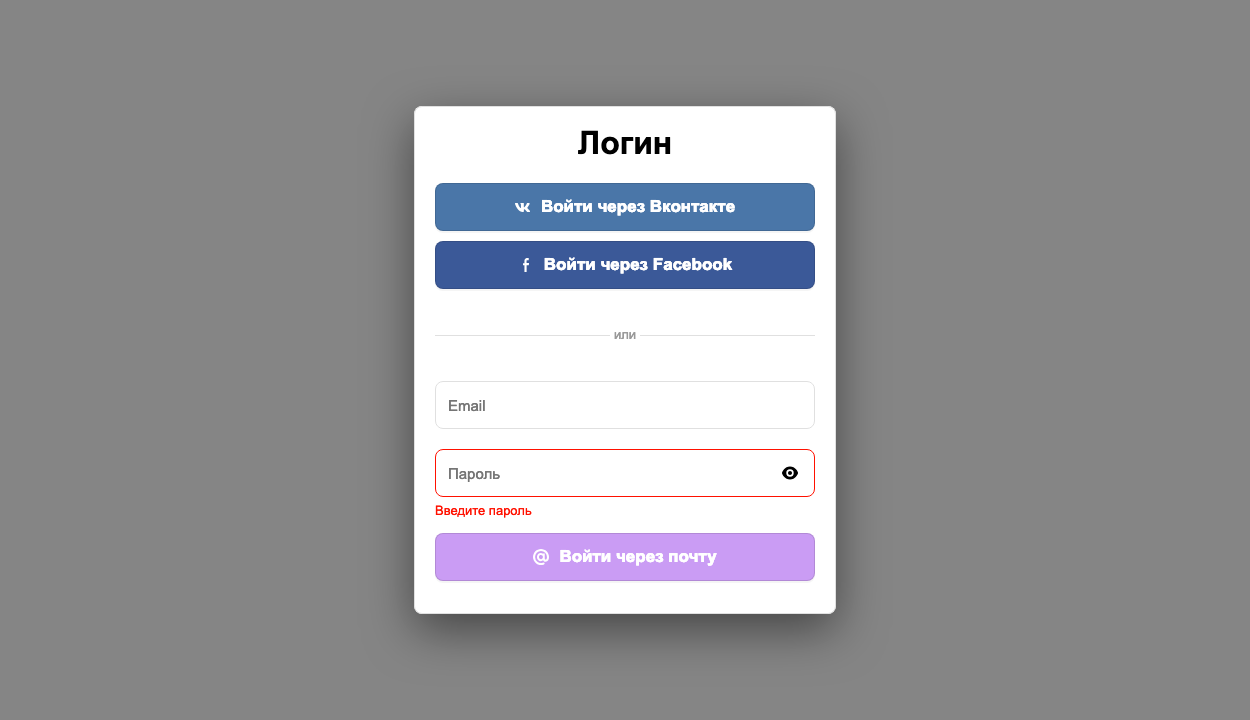 Логин
Войти через Вконтакте
Войти через Facebook
или
Email
Пароль
Введите пароль
@ Войти через почту